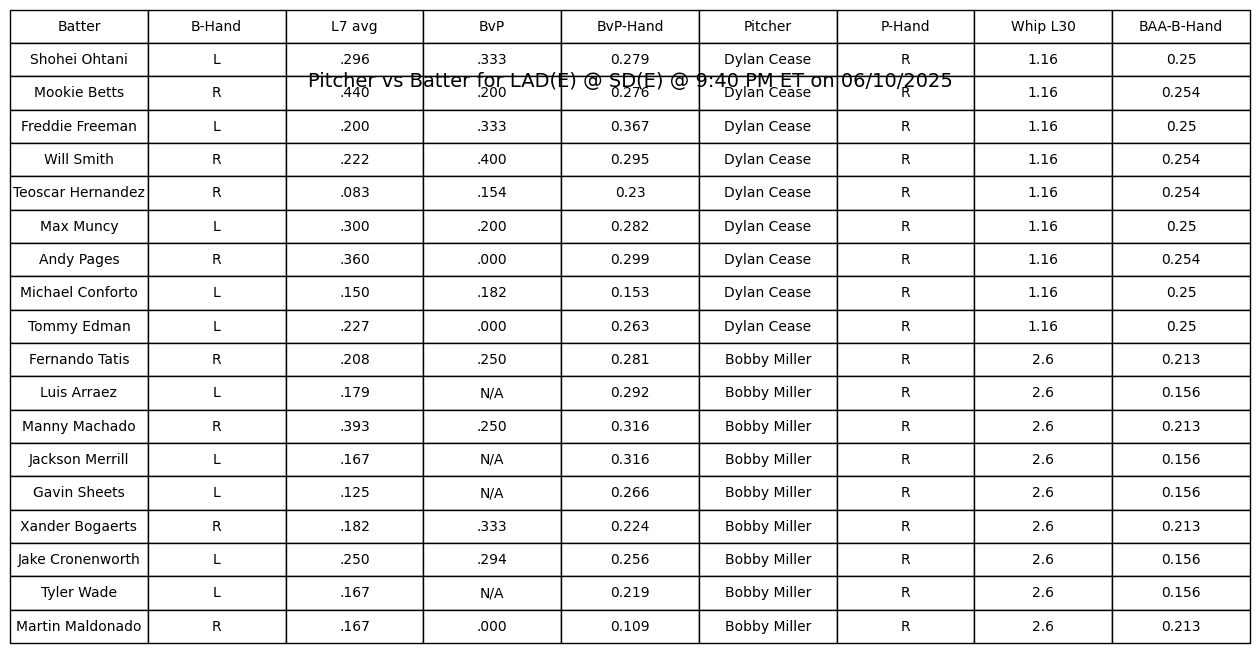 Batter B-Hand L7 avg BvP BvP-Hand Pitcher P-Hand Whip L30 BAA-B-Hand
Shohei Ohtani L .296 .333 0.279 Dylan Cease R 1.16 0.25
Pitcher vs Batter for LAD(E) @ SD(E) @ 9:40 PM ET on 06/10/2025
Mookie Betts R .440 .200 0.276 Dylan Cease R 1.16 0.254
Freddie Freeman L .200 .333 0.367 Dylan Cease R 1.16 0.25
Will Smith R .222 .400 0.295 Dylan Cease R 1.16 0.254
Teoscar Hernandez R .083 .154 0.23 Dylan Cease R 1.16 0.254
Max Muncy L .300 .200 0.282 Dylan Cease R 1.16 0.25
Andy Pages R .360 .000 0.299 Dylan Cease R 1.16 0.254
Michael Conforto L .150 .182 0.153 Dylan Cease R 1.16 0.25
Tommy Edman L .227 .000 0.263 Dylan Cease R 1.16 0.25
Fernando Tatis R .208 .250 0.281 Bobby Miller R 2.6 0.213
Luis Arraez L .179 N/A 0.292 Bobby Miller R 2.6 0.156
Manny Machado R .393 .250 0.316 Bobby Miller R 2.6 0.213
Jackson Merrill L .167 N/A 0.316 Bobby Miller R 2.6 0.156
Gavin Sheets L .125 N/A 0.266 Bobby Miller R 2.6 0.156
Xander Bogaerts R .182 .333 0.224 Bobby Miller R 2.6 0.213
Jake Cronenworth L .250 .294 0.256 Bobby Miller R 2.6 0.156
Tyler Wade L .167 N/A 0.219 Bobby Miller R 2.6 0.156
Martin Maldonado R .167 .000 0.109 Bobby Miller R 2.6 0.213